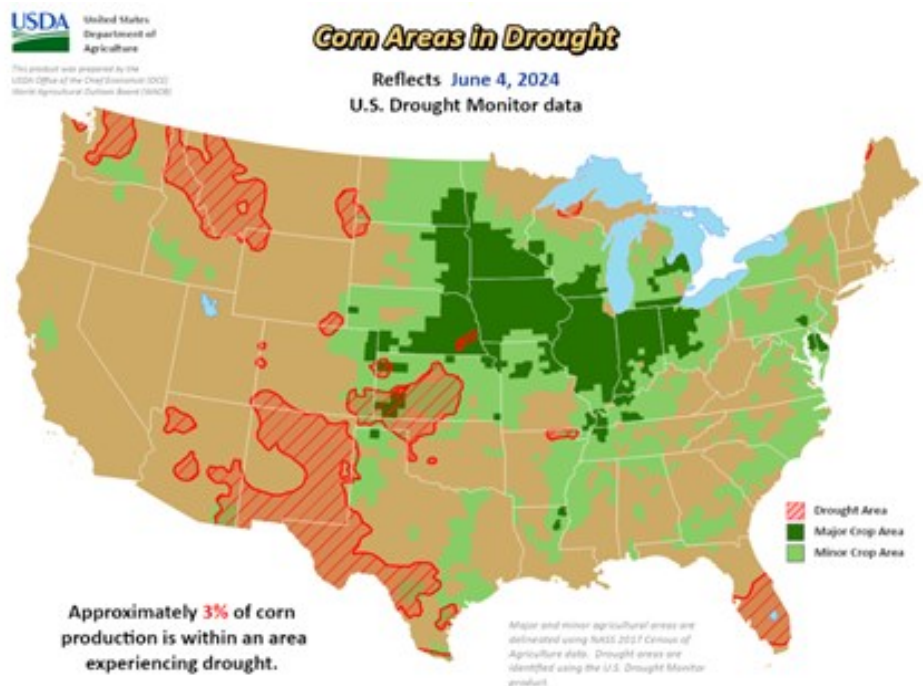 USDA
United States
Department of
Agriculture
This product was prepared by the
USDA Office of the Chief Economist (OCE)
World Agricultural Outlook Board (WAOB)
Corn Areas in Drought
Reflects June 4, 2024
U.S. Drought Monitor data
Drought Area
Major Crop Area
Minor Crop Area
Approximately 3% of corn
production is within an area
experiencing drought.
Major and minor agricultural areas are
delineated using NASS 2017 Census of
Agriculture data. Drought areas are
identified using the U.S. Drought Monitor
product.